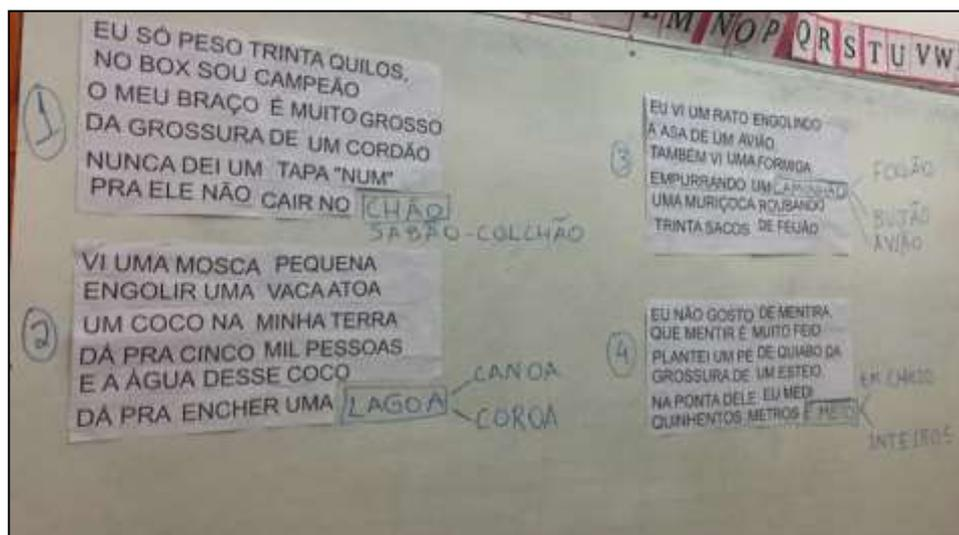 L M N O P Q R S T U V W
1
EU SÓ PESO TRINTA QUILOS,
NO BOX SOU CAMPEÃO
O MEU BRAÇO É MUITO GROSSO
DA GROSSURA DE UM CORDÃO
NUNCA DEI UM TAPA "NUM"
PRA ELE NÃO CAIR NO CHÃO
SABÃO - COLCHÃO
2
VI UMA MOSCA PEQUENA
ENGOLIR UMA VACA ATOA
UM COCO NA MINHA TERRA
DÁ PRA CINCO MIL PESSOAS
E A ÁGUA DESSE COCO
DÁ PRA ENCHER UMA LAGOA
CANOA
COROA
3
EU VI UM RATO ENGOLINDO
A ASA DE UM AVIÃO.
TAMBÉM VI UMA FORMIGA
EMPURRANDO UM CAMINHÃO
UMA MURIÇOCA ROUBANDO
TRINTA SACOS DE FEIJÃO
FOGÃO
BUJÃO
AVIÃO
4
EU NÃO GOSTO DE MENTIRA,
QUE MENTIR É MUITO FEIO
PLANTEI UM PÉ DE QUIABO DA
GROSSURA DE UM ESTEIO.
NA PONTA DELE EU MEDI
QUINHENTOS METROS E MEIO
EM CHEIO
INTEIROS